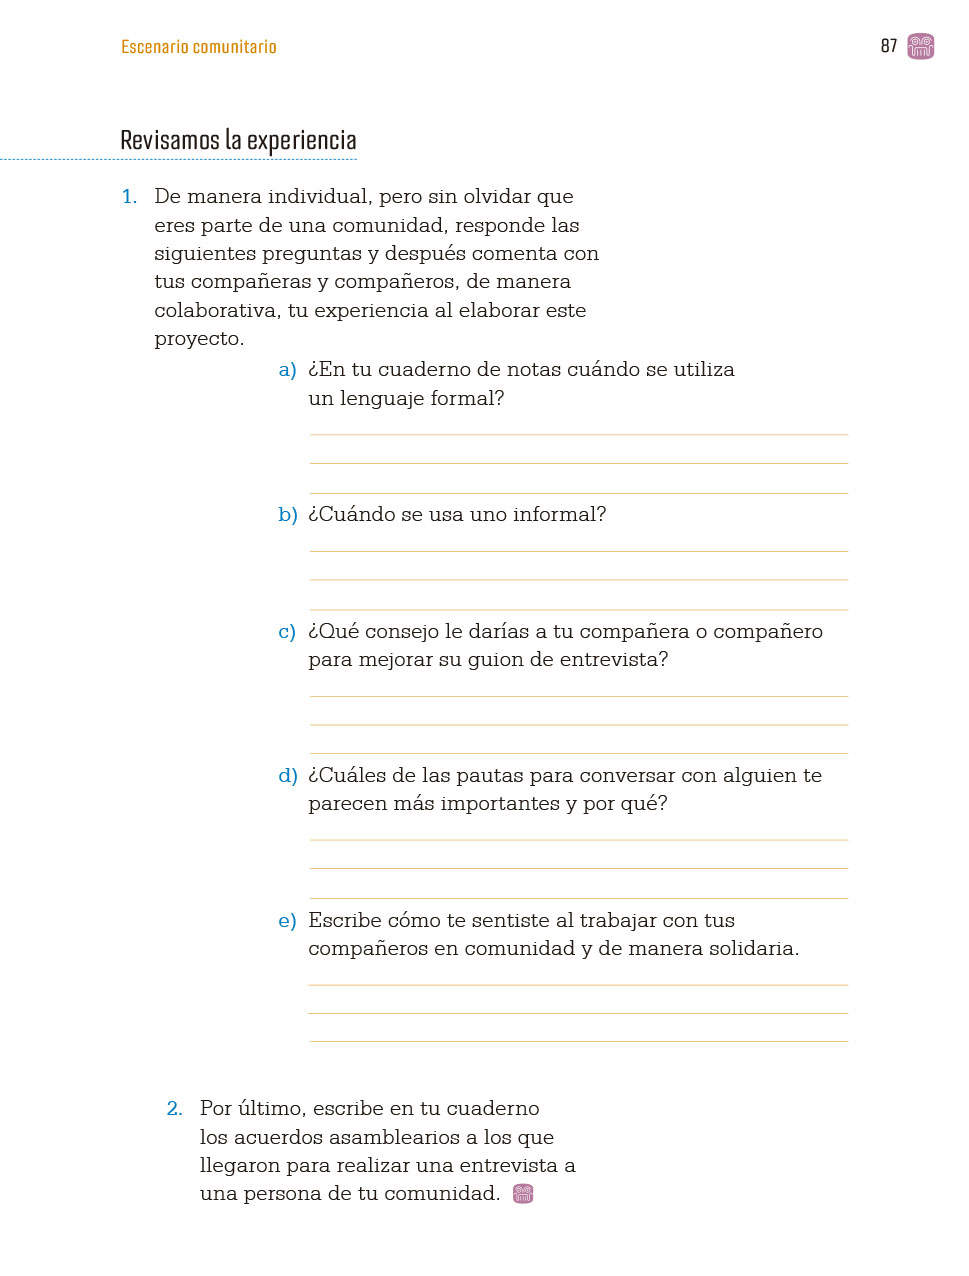 Escenario comunitario
87
Revisamos la experiencia
1. De manera individual, pero sin olvidar que
eres parte de una comunidad, responde las
siguientes preguntas y después comenta con
tus compañeras y compañeros, de manera
colaborativa, tu experiencia al elaborar este
proyecto.
a) ¿En tu cuaderno de notas cuándo se utiliza
un lenguaje formal?
b) ¿Cuándo se usa uno informal?
c) ¿Qué consejo le darías a tu compañera o compañero
para mejorar su guion de entrevista?
d) ¿Cuáles de las pautas para conversar con alguien te
parecen más importantes y por qué?
e) Escribe cómo te sentiste al trabajar con tus
compañeros en comunidad y de manera solidaria.
2. Por último, escribe en tu cuaderno
los acuerdos asamblearios a los que
llegaron para realizar una entrevista a
una persona de tu comunidad.